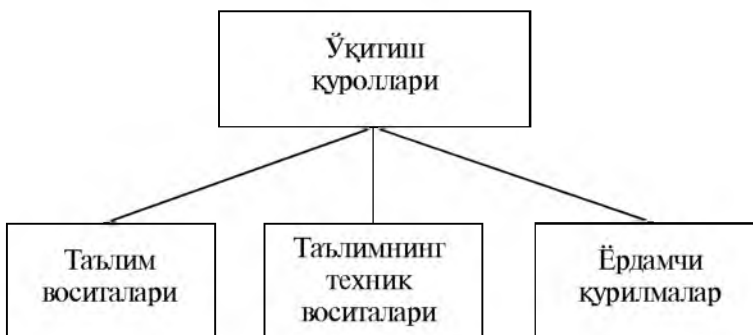 Ўқитиш
қуроллари
Таълим
воситалари
Таълимнинг
техник
воситалари
Ёрдамчи
қурилмалар